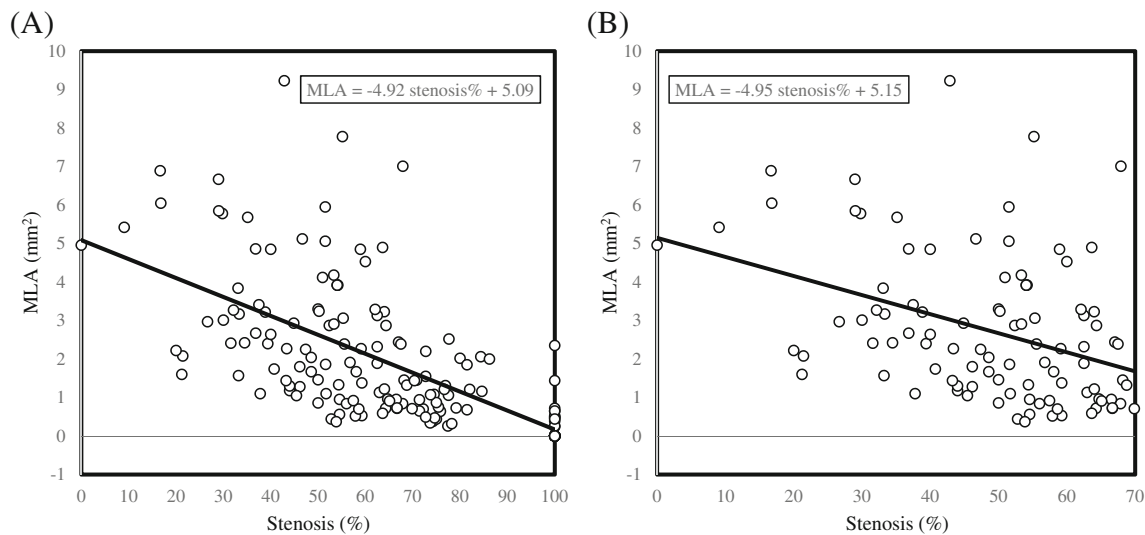 (A)
10
9
8
7
6
5
4
3
2
1
0
-1
MLA (mm²)
MLA = -4.92 stenosis% + 5.09
0 10 20 30 40 50 60 70 80 90 100
Stenosis (%)
(B)
10
9
8
7
6
5
4
3
2
1
0
-1
MLA (mm²)
MLA = -4.95 stenosis% + 5.15
0 10 20 30 40 50 60 70
Stenosis (%)